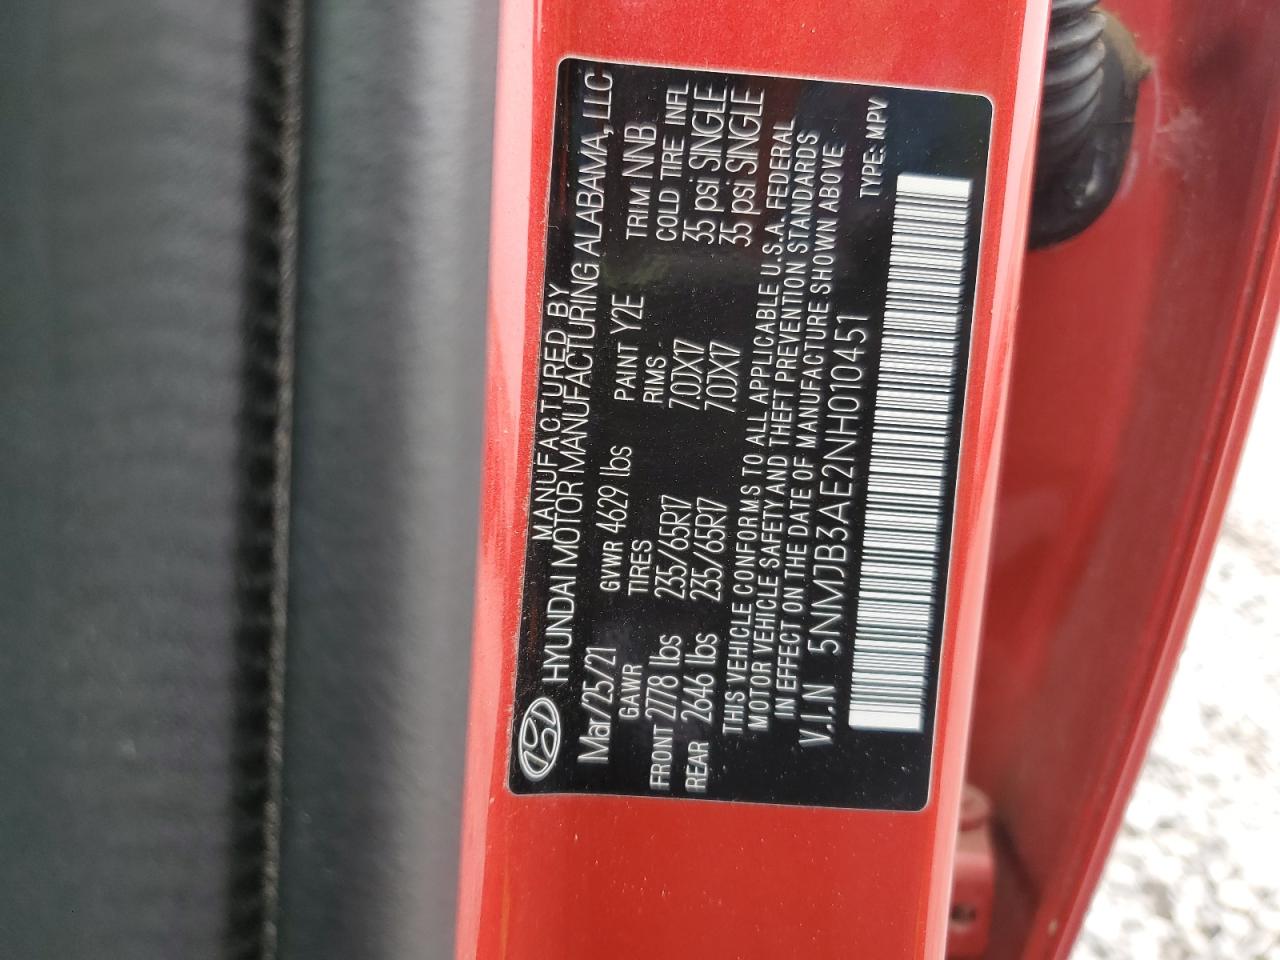 MANUFACTURED BY
HYUNDAI MOTOR MANUFACTURING ALABAMA, LLC
Mar/25/21 GVWR 4629 lbs PAINT Y2E TRIM NNB
GAWR TIRES RIMS COLD TIRE INFL
FRONT 2778 lbs 235/65R17 7.0JX17 35 psi SINGLE
REAR 2646 lbs 235/65R17 7.0JX17 35 psi SINGLE
THIS VEHICLE CONFORMS TO ALL APPLICABLE U.S.A. FEDERAL
MOTOR VEHICLE SAFETY AND THEFT PREVENTION STANDARDS
IN EFFECT ON THE DATE OF MANUFACTURE SHOWN ABOVE
V.I.N 5NMJB3AE2NH010451
TYPE: MPV